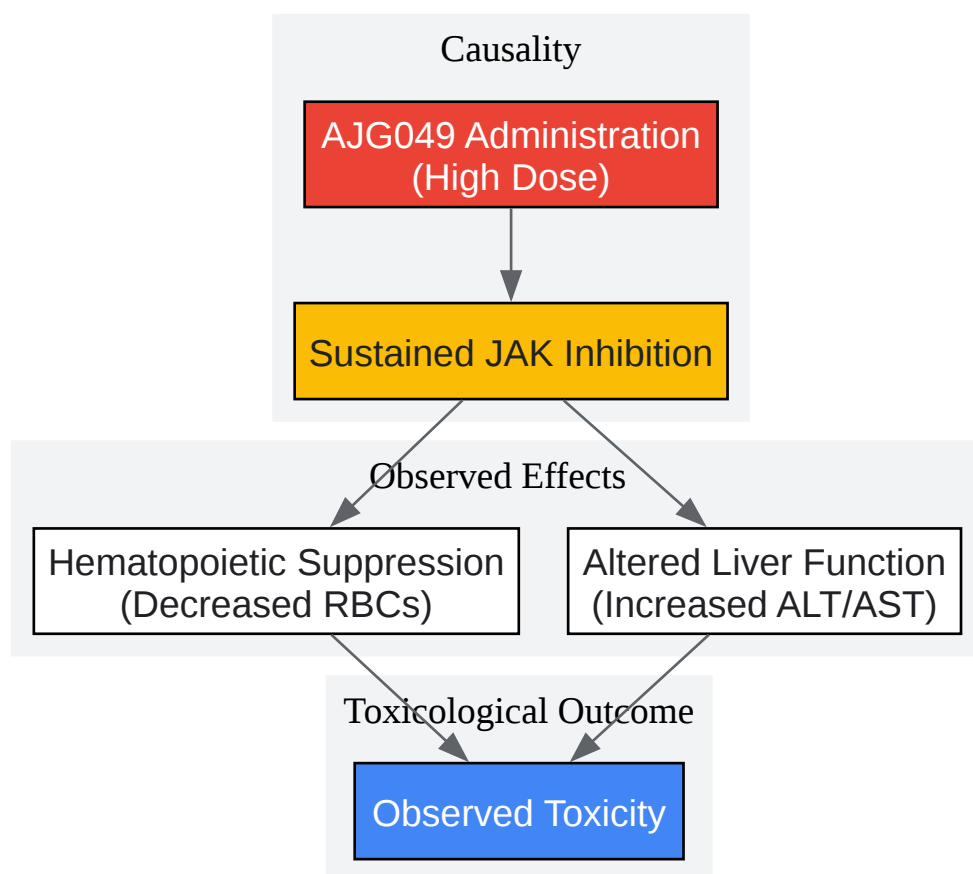 Causality
AJG049 Administration
(High Dose)
Sustained JAK Inhibition
Observed Effects
Hematopoietic Suppression
(Decreased RBCs)
Altered Liver Function
(Increased ALT/AST)
Toxicological Outcome
Observed Toxicity